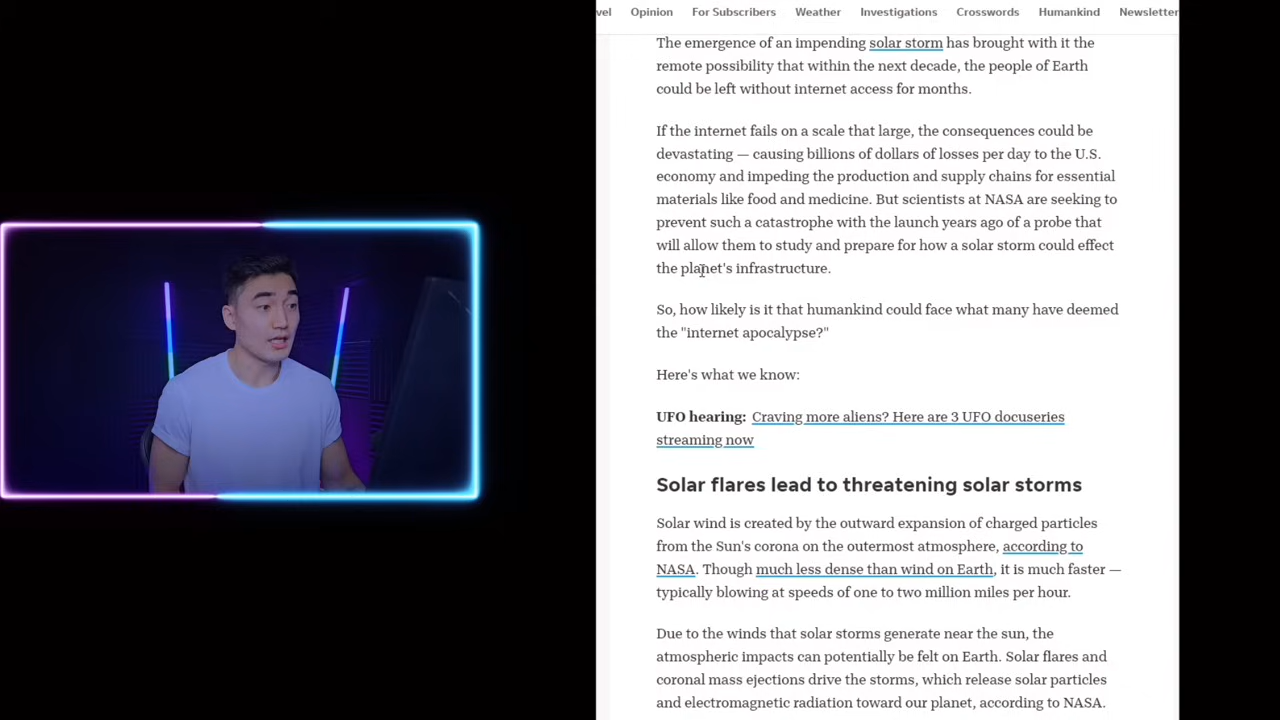 vel Opinion For Subscribers Weather Investigations Crosswords Humankind Newsletter
The emergence of an impending solar storm has brought with it the
remote possibility that within the next decade, the people of Earth
could be left without internet access for months.
If the internet fails on a scale that large, the consequences could be
devastating — causing billions of dollars of losses per day to the U.S.
economy and impeding the production and supply chains for essential
materials like food and medicine. But scientists at NASA are seeking to
prevent such a catastrophe with the launch years ago of a probe that
will allow them to study and prepare for how a solar storm could effect
the planet's infrastructure.
So, how likely is it that humankind could face what many have deemed
the "internet apocalypse?"
Here's what we know:
UFO hearing: Craving more aliens? Here are 3 UFO docuseries
streaming now
Solar flares lead to threatening solar storms
Solar wind is created by the outward expansion of charged particles
from the Sun's corona on the outermost atmosphere, according to
NASA. Though much less dense than wind on Earth, it is much faster —
typically blowing at speeds of one to two million miles per hour.
Due to the winds that solar storms generate near the sun, the
atmospheric impacts can potentially be felt on Earth. Solar flares and
coronal mass ejections drive the storms, which release solar particles
and electromagnetic radiation toward our planet, according to NASA.